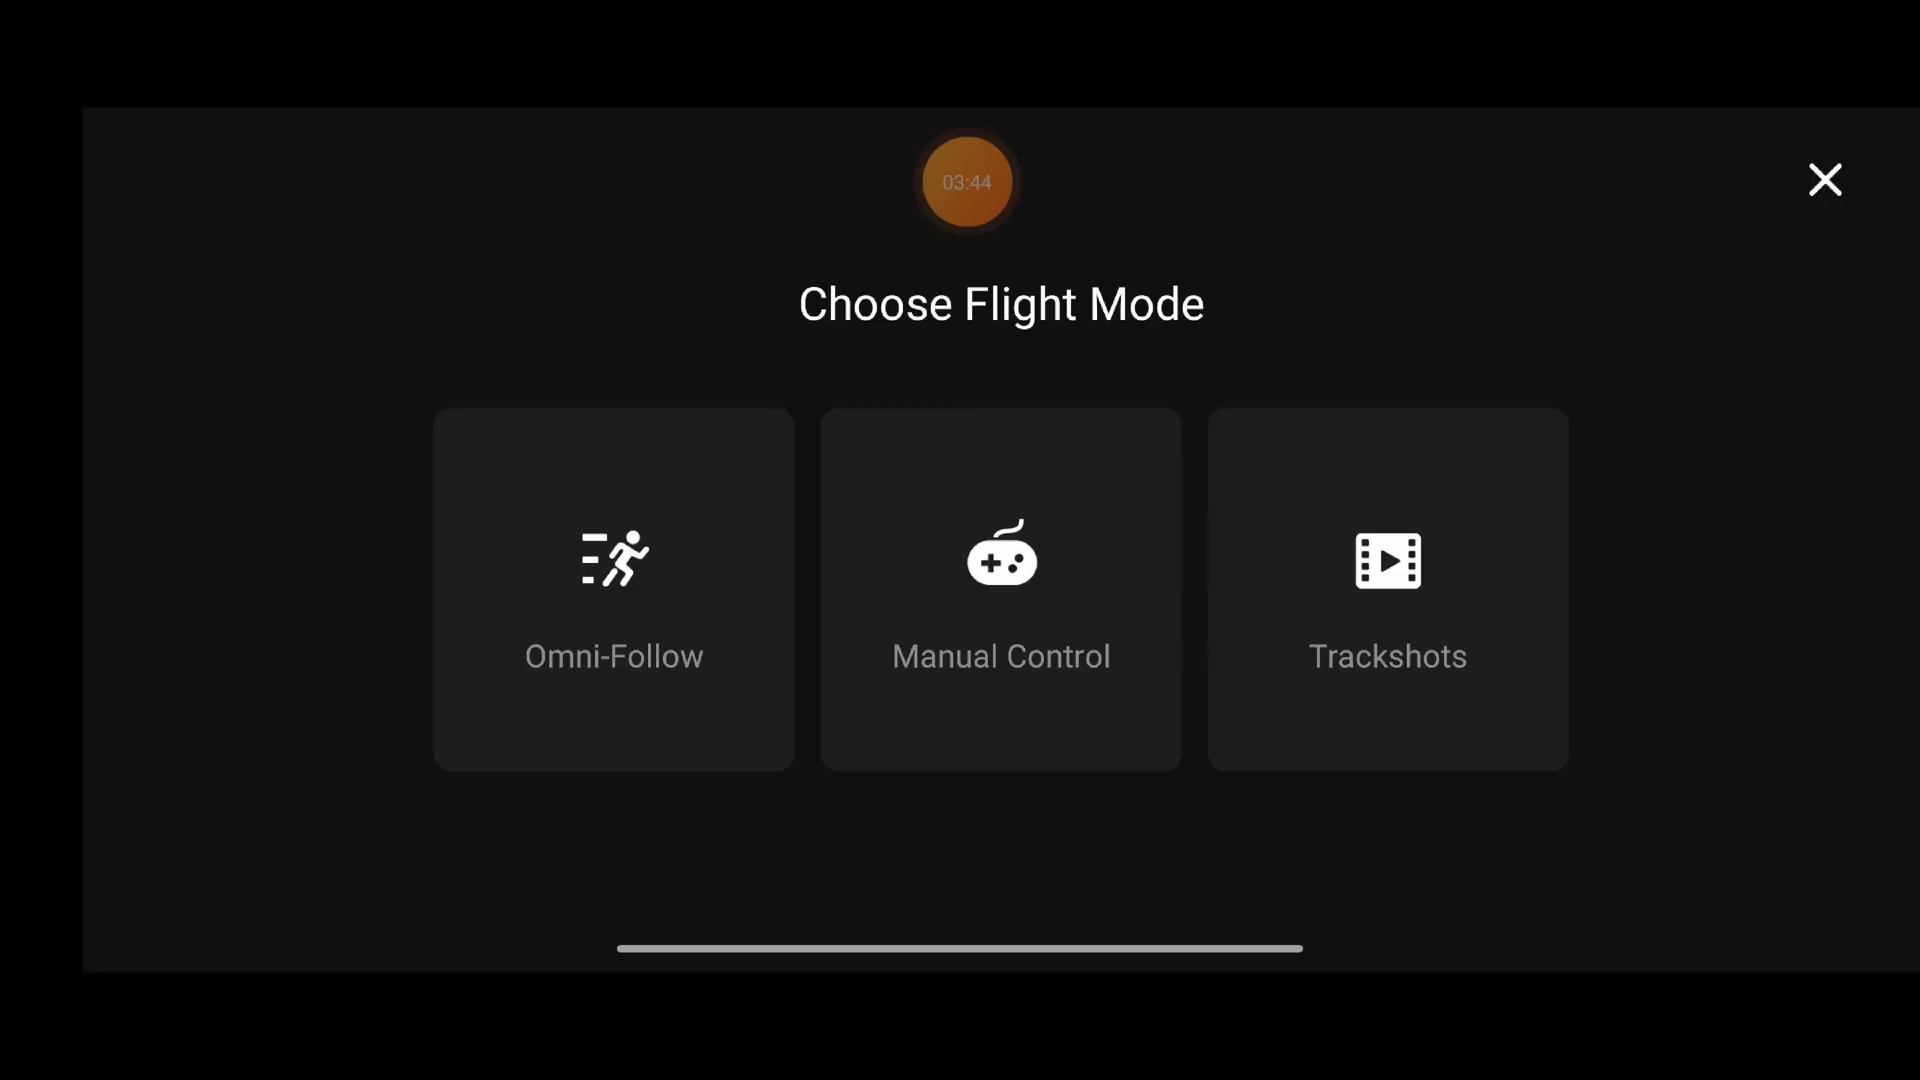 03:44
Choose Flight Mode
Omni-Follow
Manual Control
Trackshots